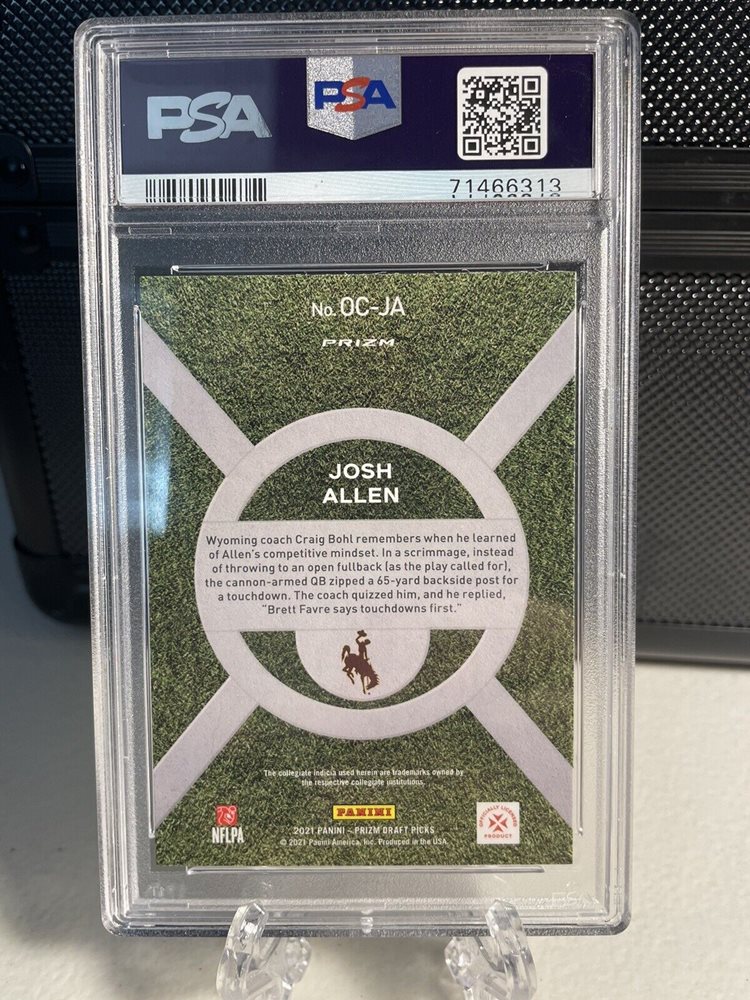 PSA
PSA
71466313
No. OC-JA
PRIZM
JOSH
ALLEN
Wyoming coach Craig Bohl remembers when he learned
of Allen's competitive mindset. In a scrimmage, instead
of throwing to an open fullback (as the play called for),
the cannon-armed QB zipped a 65-yard backside post for
a touchdown. The coach quizzed him, and he replied,
"Brett Favre says touchdowns first."
The collegiate indicia used herein are trademarks owned by
the respective collegiate institutions.
NFLPA
PANINI
2021 PANINI - PRIZM DRAFT PICKS
© 2021 Panini America, Inc. Produced in the USA.
OFFICIALLY LICENSED
PRODUCT